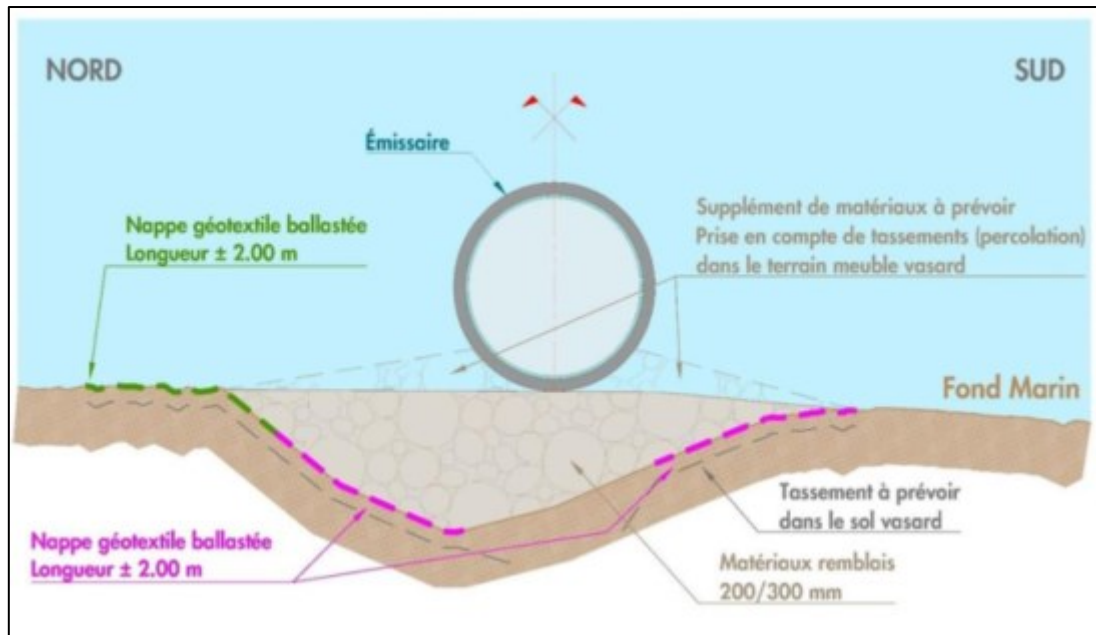 NORD
SUD
Émissaire
Nappe géotextile ballastée
Longueur ± 2.00 m
Supplément de matériaux à prévoir
Prise en compte de tassements (percolation)
dans le terrain meuble vasard
Fond Marin
Tassement à prévoir
dans le sol vasard
Nappe géotextile ballastée
Longueur ± 2.00 m
Matériaux remblais
200/300 mm